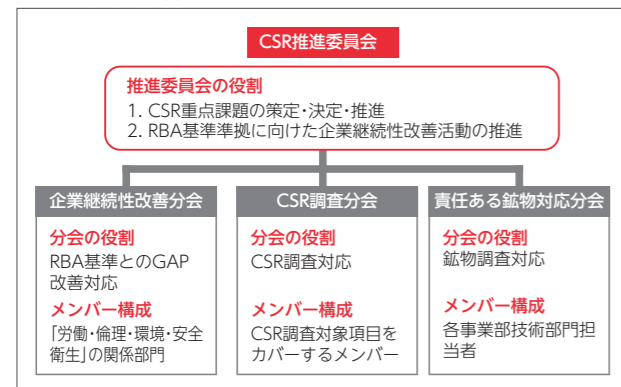 CSR推進委員会
推進委員会の役割
1. CSR重点課題の策定・決定・推進
2. RBA基準準拠に向けた企業継続性改善活動の推進
企業継続性改善分会
分会の役割
RBA基準とのGAP
改善対応
メンバー構成
「労働・倫理・環境・安全
衛生」の関係部門
CSR調査分会
分会の役割
CSR調査対応
メンバー構成
CSR調査対象項目を
カバーするメンバー
責任ある鉱物対応分会
分会の役割
鉱物調査対応
メンバー構成
各事業部技術部門担
当者